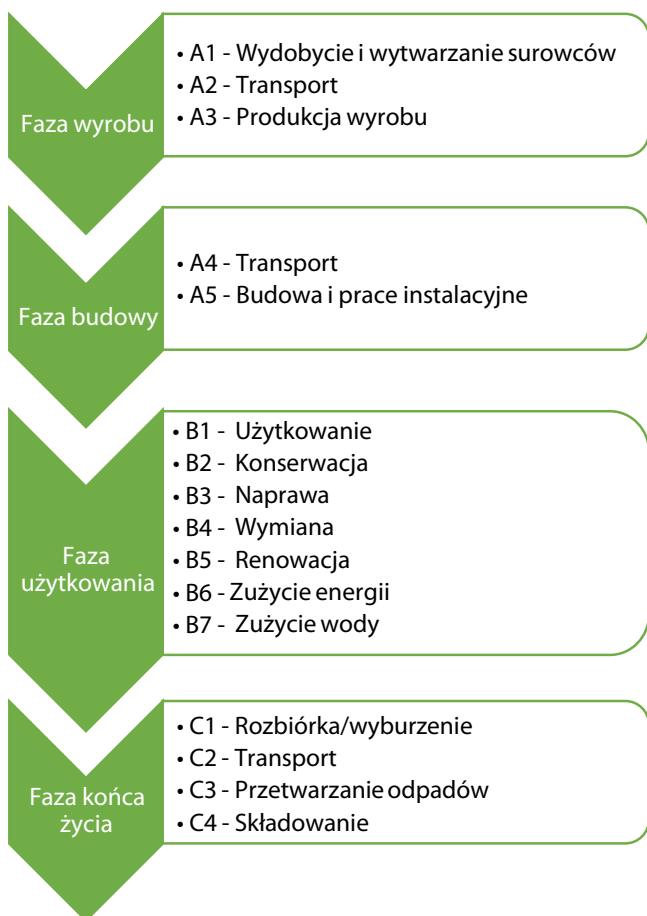 Faza wyrobu
• A1 - Wydobycie i wytwarzanie surowców
• A2 - Transport
• A3 - Produkcja wyrobu
Faza budowy
• A4 - Transport
• A5 - Budowa i prace instalacyjne
Faza
użytkowania
• B1 - Użytkowanie
• B2 - Konserwacja
• B3 - Naprawa
• B4 - Wymiana
• B5 - Renowacja
• B6 - Zużycie energii
• B7 - Zużycie wody
Faza końca
życia
• C1 - Rozbiórka/wyburzenie
• C2 - Transport
• C3 - Przetwarzanie odpadów
• C4 - Składowanie